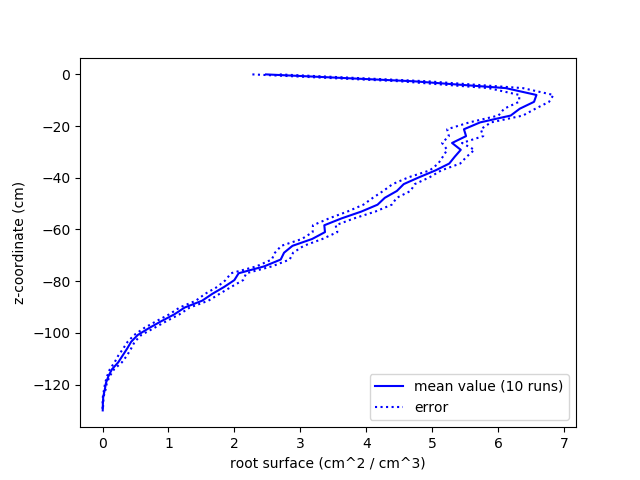 0
−20
−40
−60
−80
−100
−120
z-coordinate (cm)
mean value (10 runs)
error
0 1 2 3 4 5 6 7
root surface (cm^2 / cm^3)